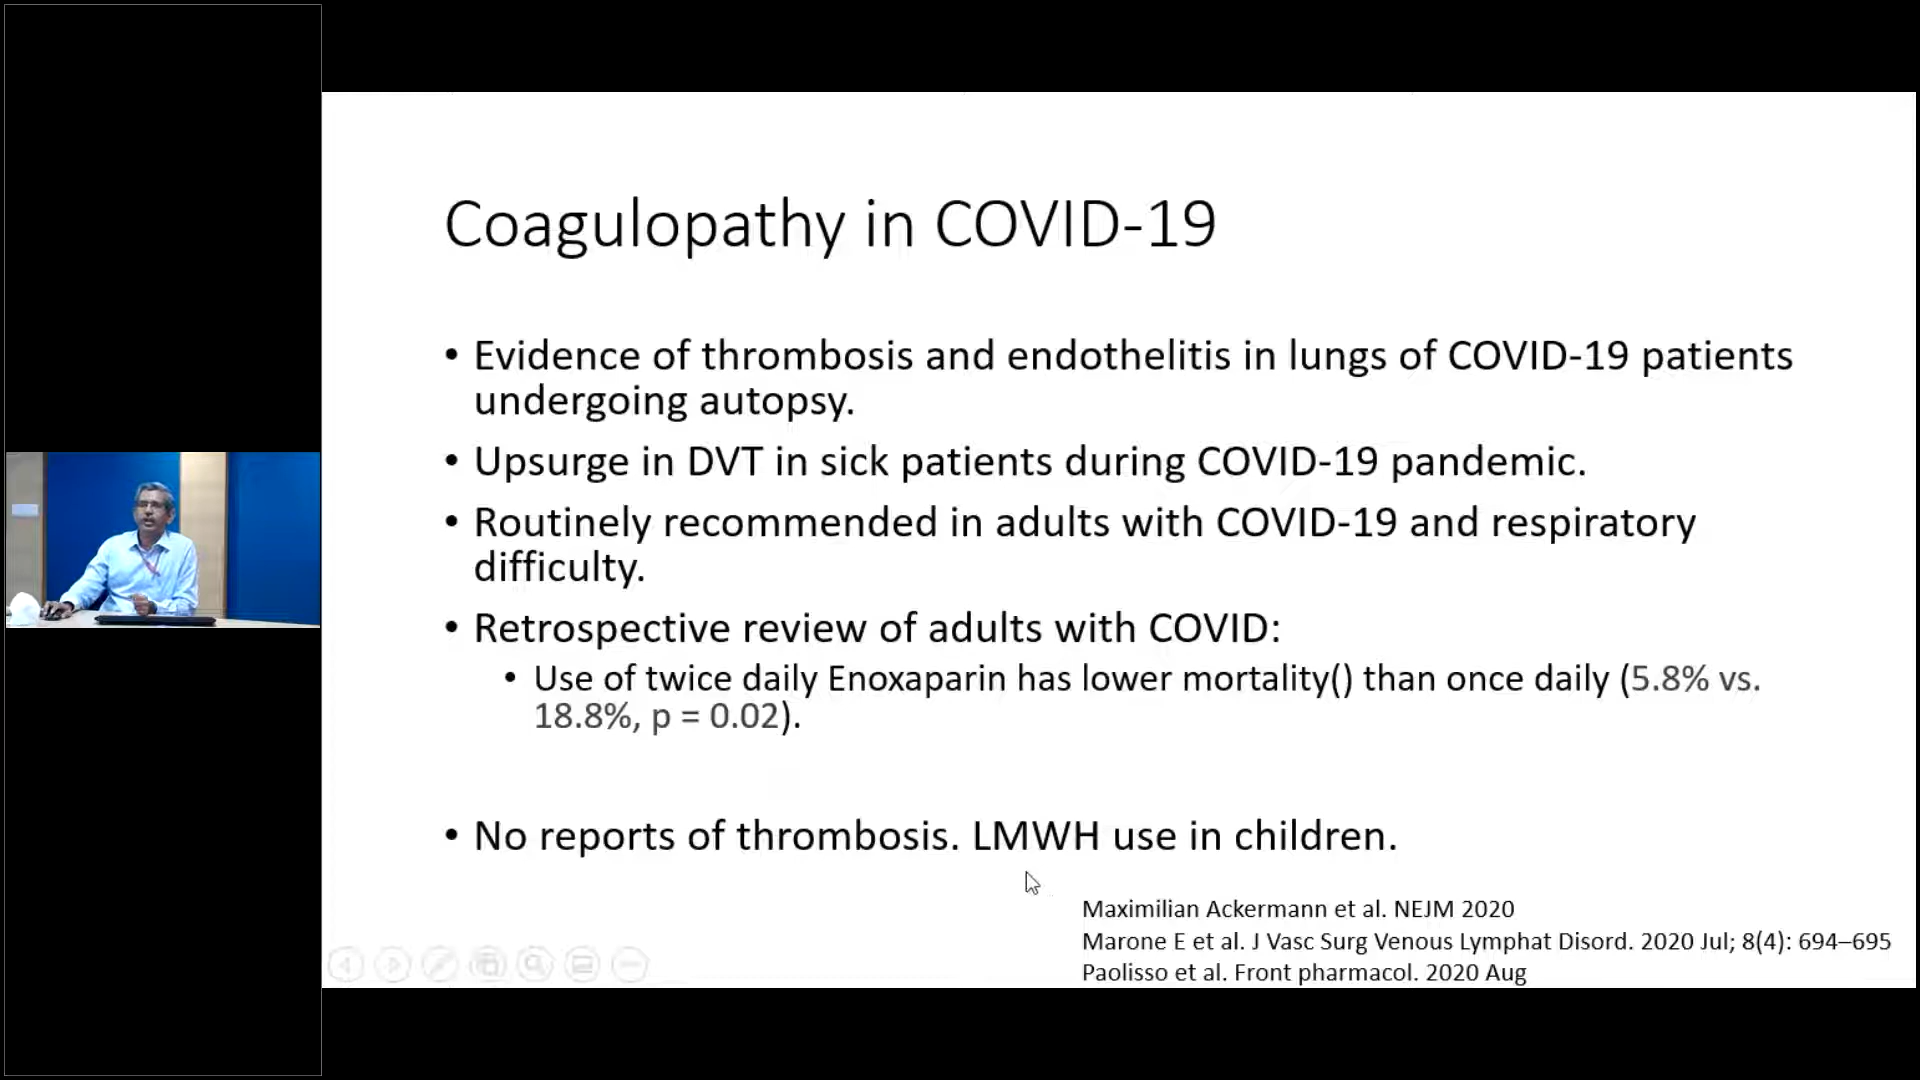 Coagulopathy in COVID-19
• Evidence of thrombosis and endothelitis in lungs of COVID-19 patients
undergoing autopsy.
• Upsurge in DVT in sick patients during COVID-19 pandemic.
• Routinely recommended in adults with COVID-19 and respiratory
difficulty.
• Retrospective review of adults with COVID:
• Use of twice daily Enoxaparin has lower mortality() than once daily (5.8% vs.
18.8%, p = 0.02).
• No reports of thrombosis. LMWH use in children.
Maximilian Ackermann et al. NEJM 2020
Marone E et al. J Vasc Surg Venous Lymphat Disord. 2020 Jul; 8(4): 694–695
Paolisso et al. Front pharmacol. 2020 Aug